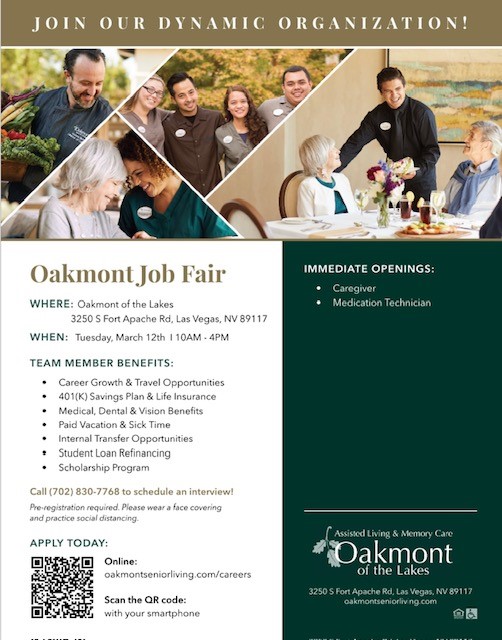 JOIN OUR DYNAMIC ORGANIZATION!
Oakmont Job Fair
WHERE: Oakmont of the Lakes
3250 S Fort Apache Rd, Las Vegas, NV 89117
WHEN: Tuesday, March 12th I 10AM - 4PM
TEAM MEMBER BENEFITS:
• Career Growth & Travel Opportunities
• 401(K) Savings Plan & Life Insurance
• Medical, Dental & Vision Benefits
• Paid Vacation & Sick Time
• Internal Transfer Opportunities
• Student Loan Refinancing
• Scholarship Program
Call (702) 830-7768 to schedule an interview!
Pre-registration required. Please wear a face covering
and practice social distancing.
APPLY TODAY:
Online:
oakmontseniorliving.com/careers
Scan the QR code:
with your smartphone
IMMEDIATE OPENINGS:
• Caregiver
• Medication Technician
Assisted Living & Memory Care
Oakmont
of the Lakes
3250 S Fort Apache Rd, Las Vegas, NV 89117
oakmontseniorliving.com